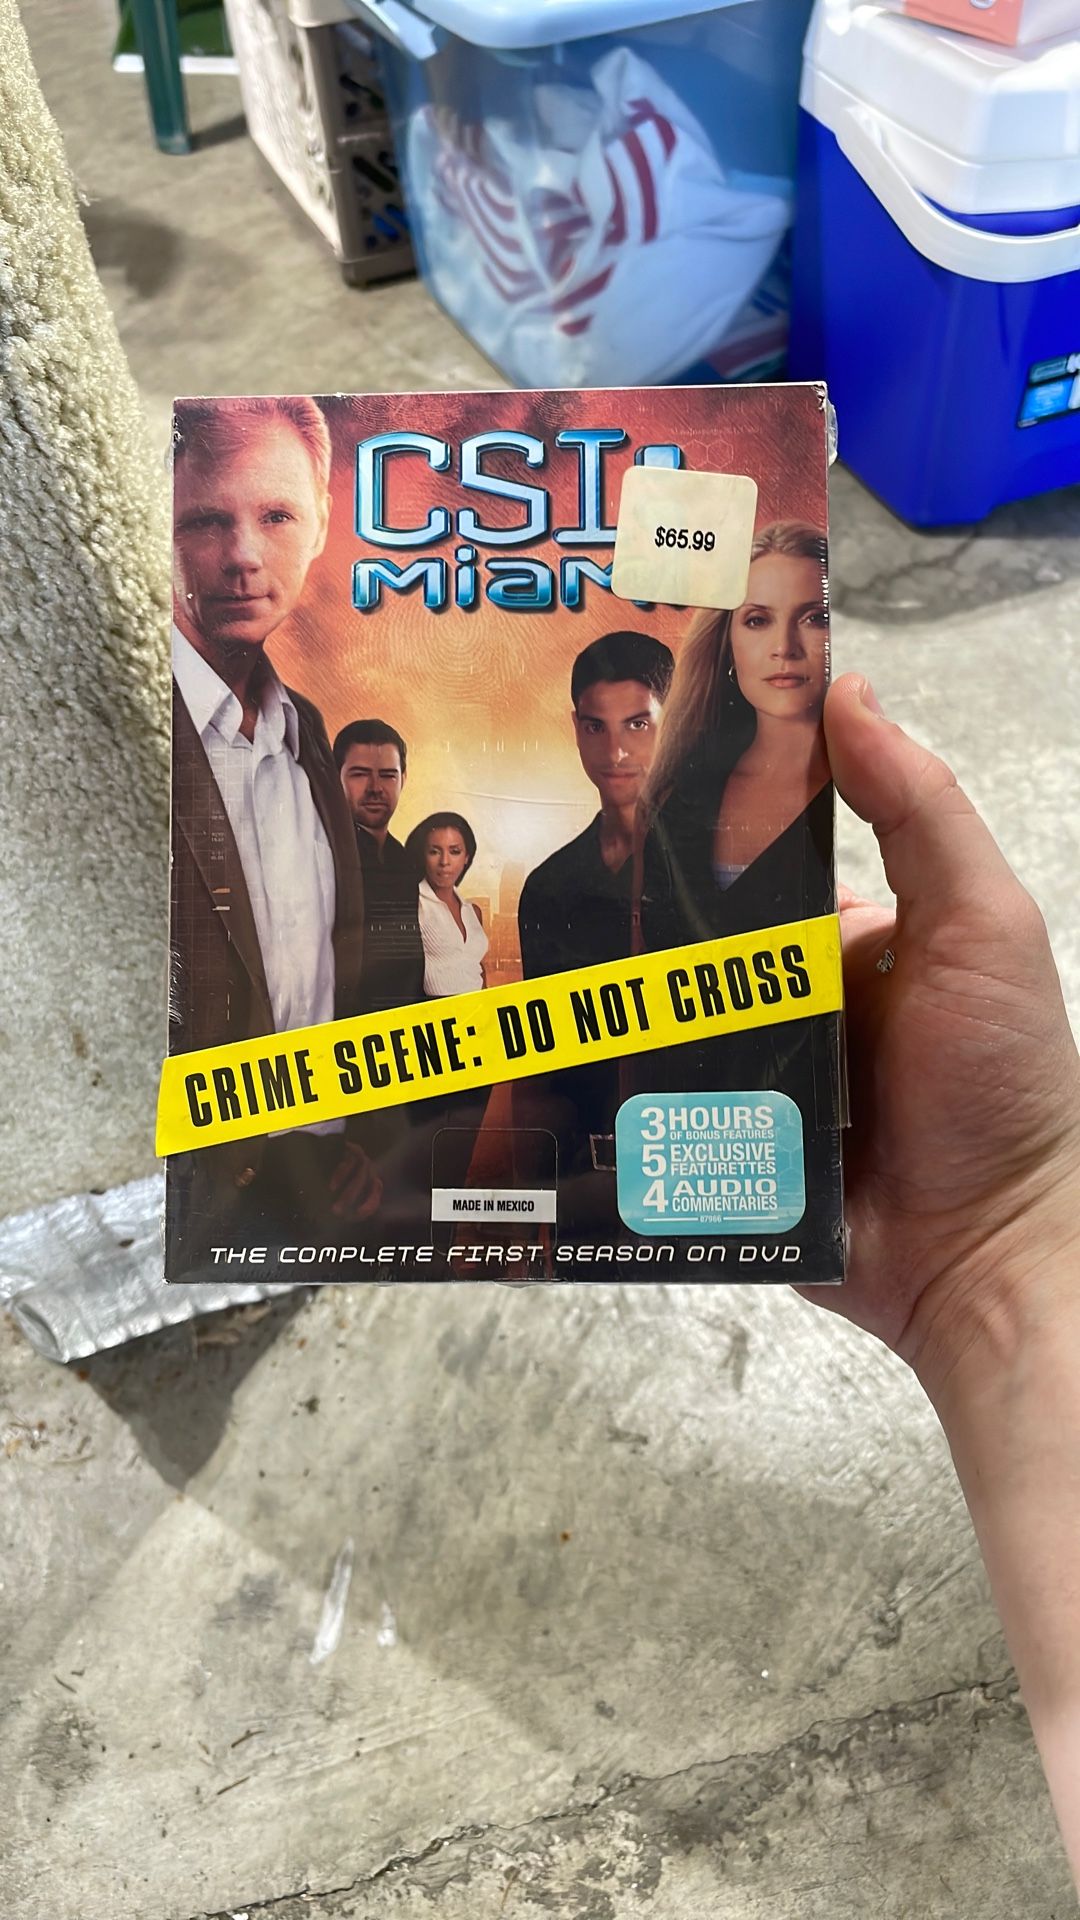 CSI:
miam
$65.99
CRIME SCENE: DO NOT CROSS
3 HOURS
OF BONUS FEATURES
5 EXCLUSIVE
FEATURETTES
4 AUDIO
COMMENTARIES
87966
MADE IN MEXICO
THE COMPLETE FIRST SEASON ON DVD